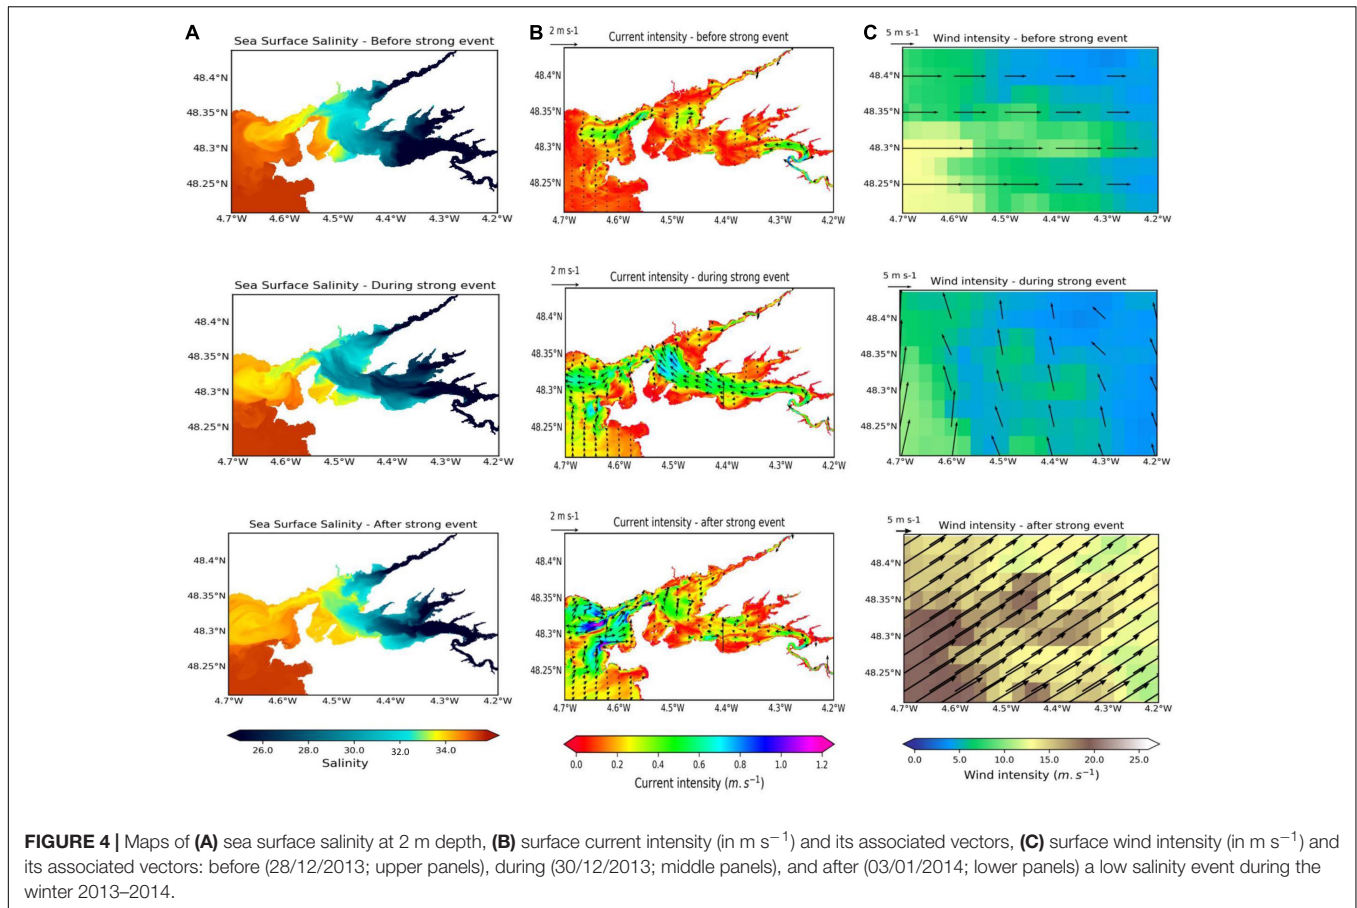 A
B
C
Sea Surface Salinity - Before strong event
2 m s-1
Current intensity - before strong event
5 m s-1
Wind intensity - before strong event
48.4°N
48.35°N
48.3°N
48.25°N
4.7°W 4.6°W 4.5°W 4.4°W 4.3°W 4.2°W
48.4°N
48.35°N
48.3°N
48.25°N
4.7°W 4.6°W 4.5°W 4.4°W 4.3°W 4.2°W
48.4°N
48.35°N
48.3°N
48.25°N
4.7°W 4.6°W 4.5°W 4.4°W 4.3°W 4.2°W
Sea Surface Salinity - During strong event
2 m s-1
Current intensity - during strong event
5 m s-1
Wind intensity - during strong event
48.4°N
48.35°N
48.3°N
48.25°N
4.7°W 4.6°W 4.5°W 4.4°W 4.3°W 4.2°W
48.4°N
48.35°N
48.3°N
48.25°N
4.7°W 4.6°W 4.5°W 4.4°W 4.3°W 4.2°W
48.4°N
48.35°N
48.3°N
48.25°N
4.7°W 4.6°W 4.5°W 4.4°W 4.3°W 4.2°W
Sea Surface Salinity - After strong event
2 m s-1
Current intensity - after strong event
5 m s-1
Wind intensity - after strong event
48.4°N
48.35°N
48.3°N
48.25°N
4.7°W 4.6°W 4.5°W 4.4°W 4.3°W 4.2°W
48.4°N
48.35°N
48.3°N
48.25°N
4.7°W 4.6°W 4.5°W 4.4°W 4.3°W 4.2°W
48.4°N
48.35°N
48.3°N
48.25°N
4.7°W 4.6°W 4.5°W 4.4°W 4.3°W 4.2°W
26.0 28.0 30.0 32.0 34.0
Salinity
0.0 0.2 0.4 0.6 0.8 1.0 1.2
Current intensity (m. s⁻¹)
0.0 5.0 10.0 15.0 20.0 25.0
Wind intensity (m. s⁻¹)
FIGURE 4 | Maps of (A) sea surface salinity at 2 m depth, (B) surface current intensity (in m s⁻¹) and its associated vectors, (C) surface wind intensity (in m s⁻¹) and
its associated vectors: before (28/12/2013; upper panels), during (30/12/2013; middle panels), and after (03/01/2014; lower panels) a low salinity event during the
winter 2013–2014.